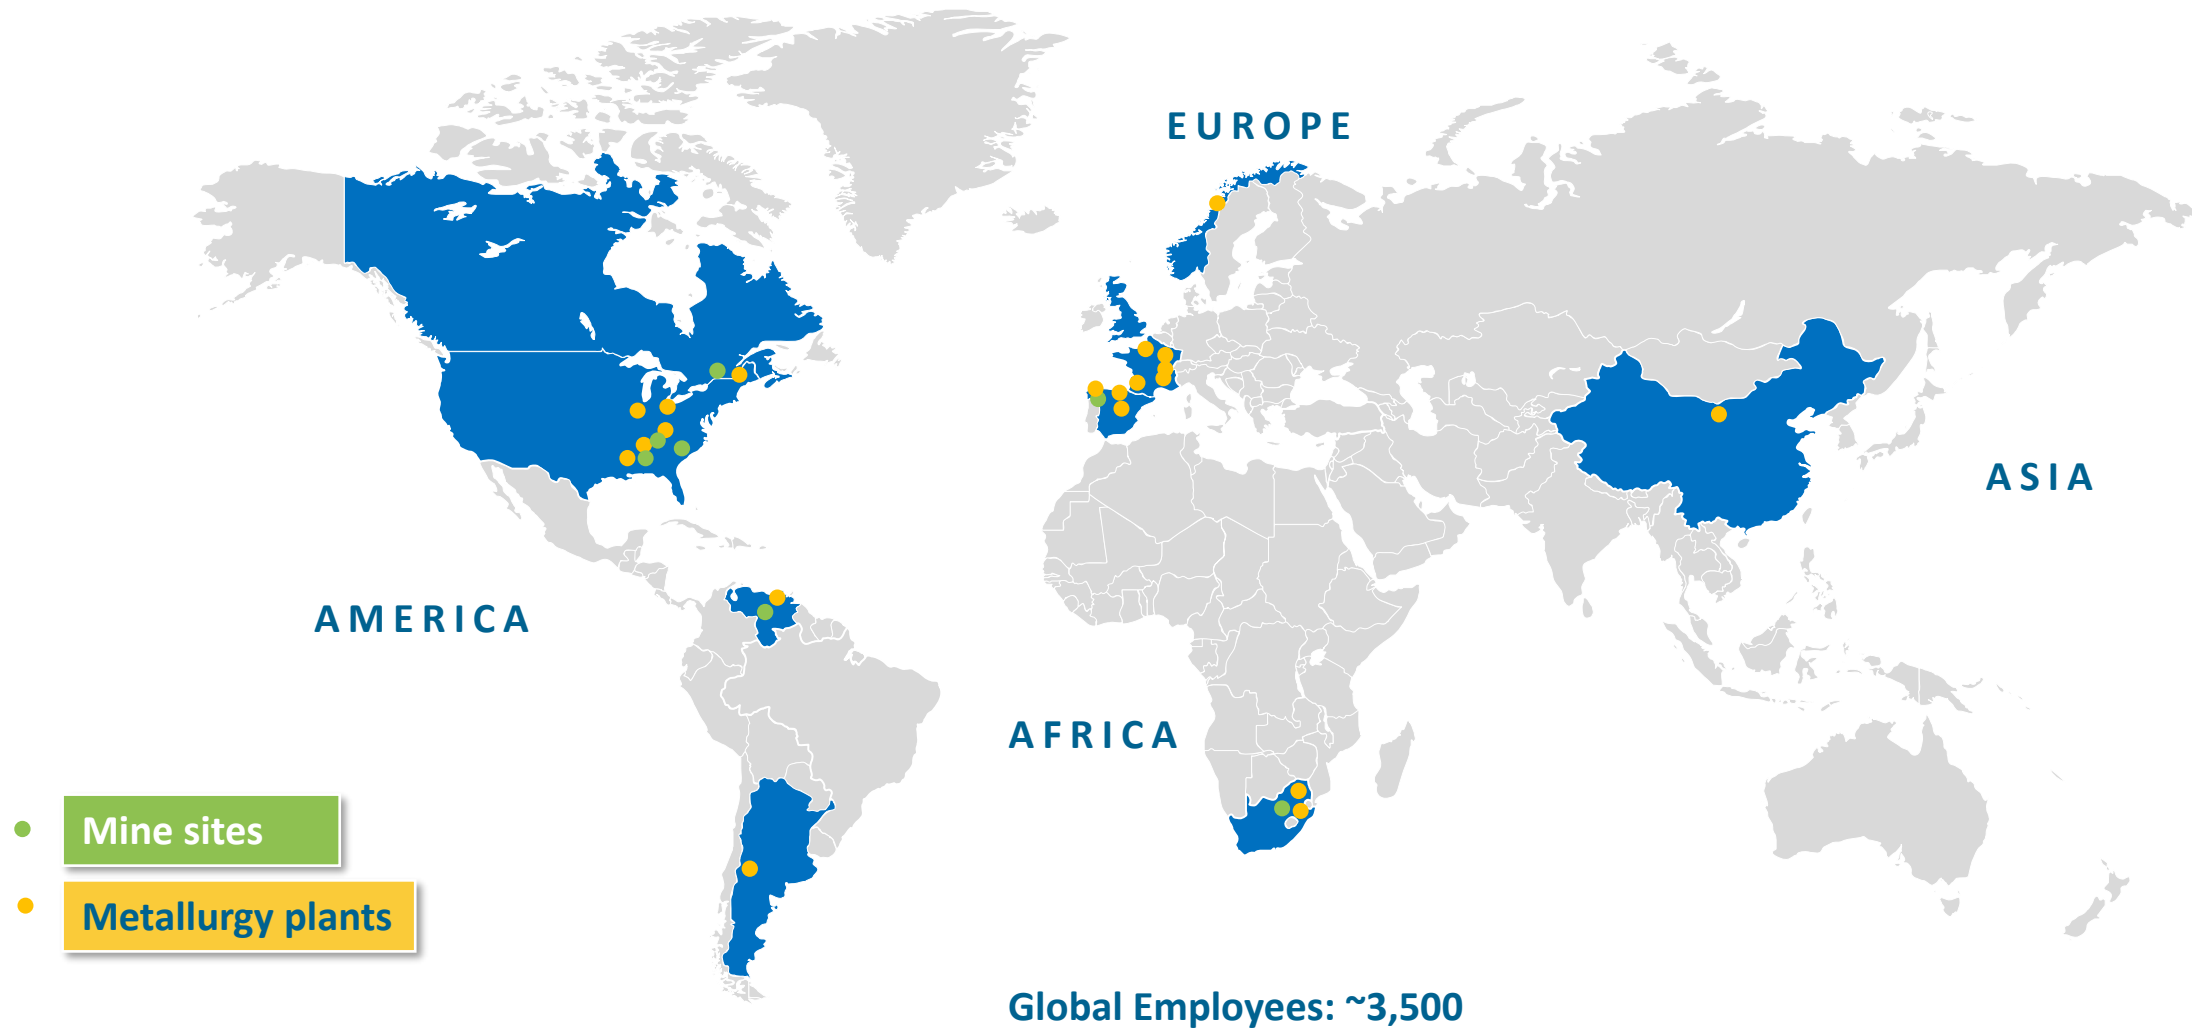 EUROPE
ASIA
AMERICA
AFRICA
Mine sites
Metallurgy plants
Global Employees: ~3,500